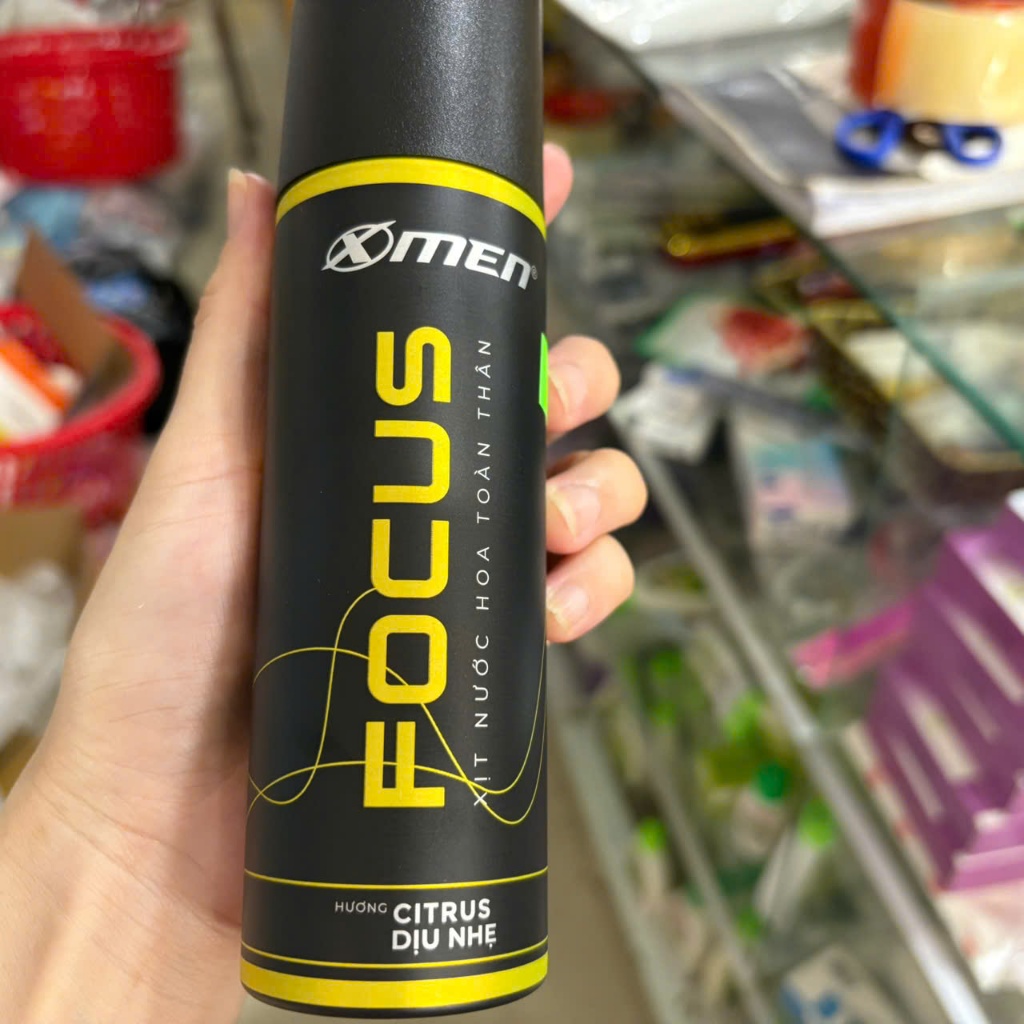 XMEN®
FOCUS
XỊT NƯỚC HOA TOÀN THÂN
HƯƠNG CITRUS
DỊU NHẸ